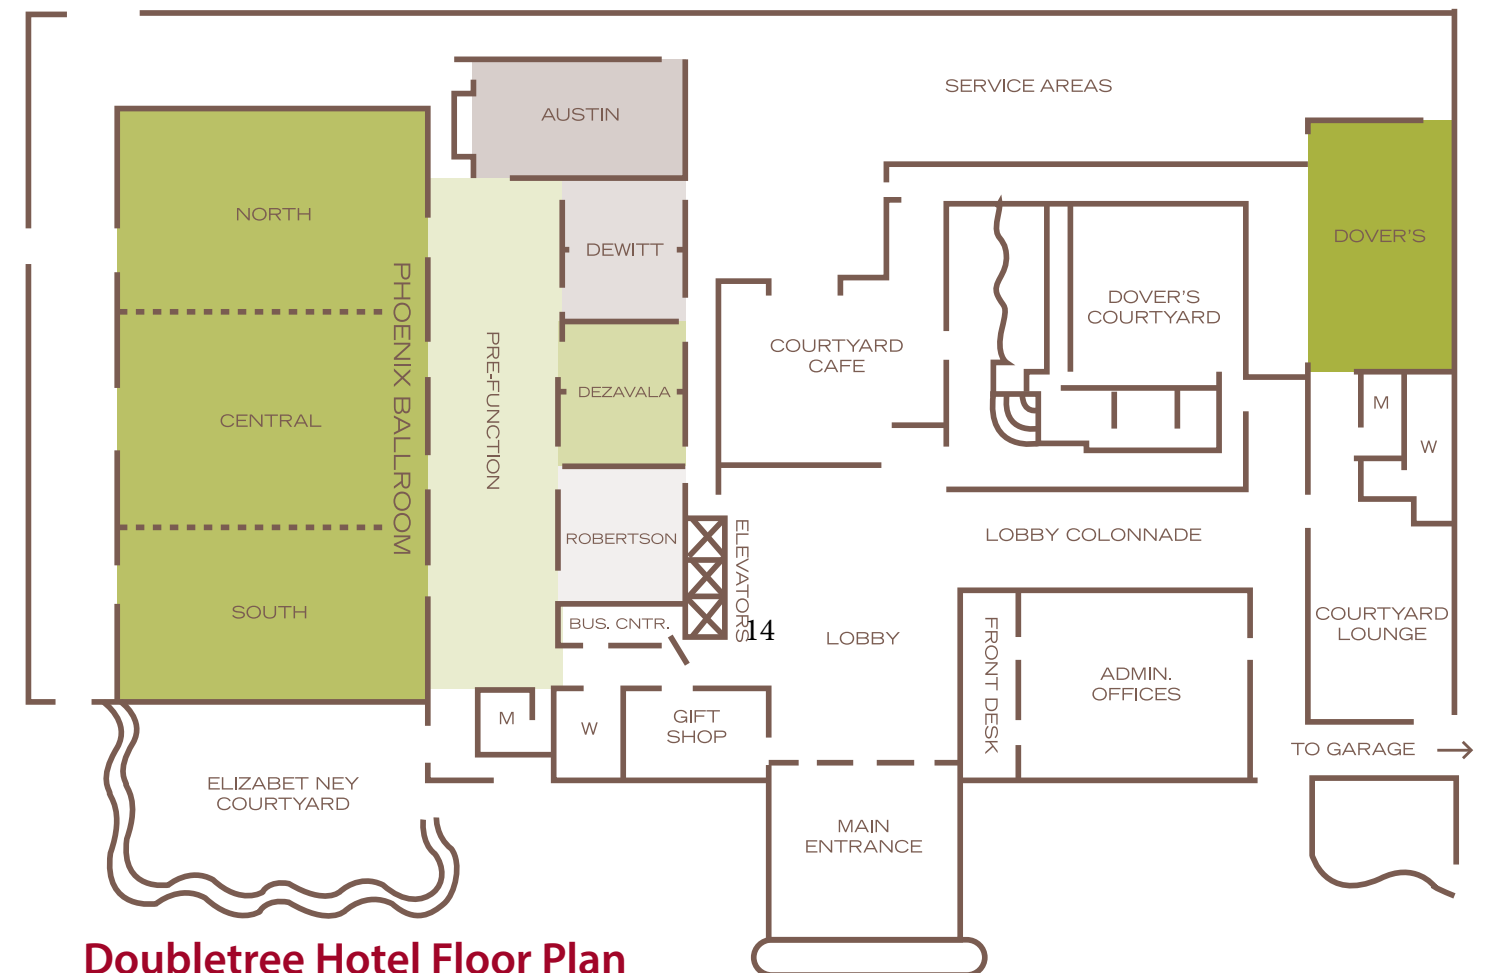 SERVICE AREAS
AUSTIN
NORTH
DEWITT
DOVER'S
DOVER'S
COURTYARD
PHOENIX BALLROOM
PRE-FUNCTION
COURTYARD
CAFE
DEZAVALA
M
CENTRAL
W
ROBERTSON
ELEVATORS
LOBBY COLONNADE
SOUTH
BUS. CNTR.
14
LOBBY
FRONT DESK
COURTYARD
LOUNGE
ADMIN.
OFFICES
M
W
GIFT
SHOP
TO GARAGE
ELIZABET NEY
COURTYARD
MAIN
ENTRANCE
Doubletree Hotel Floor Plan